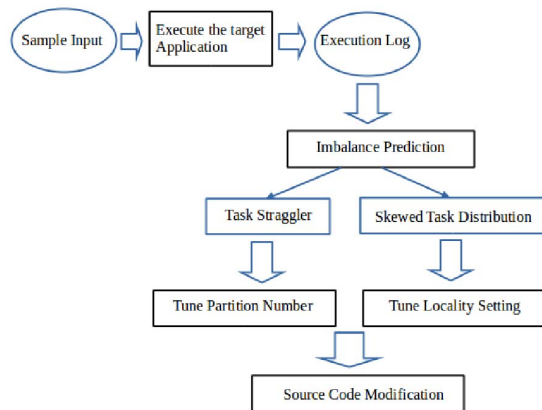 Sample Input
Execute the target
Application
Execution Log
Imbalance Prediction
Task Straggler
Skewed Task Distribution
Tune Partition Number
Tune Locality Setting
Source Code Modification